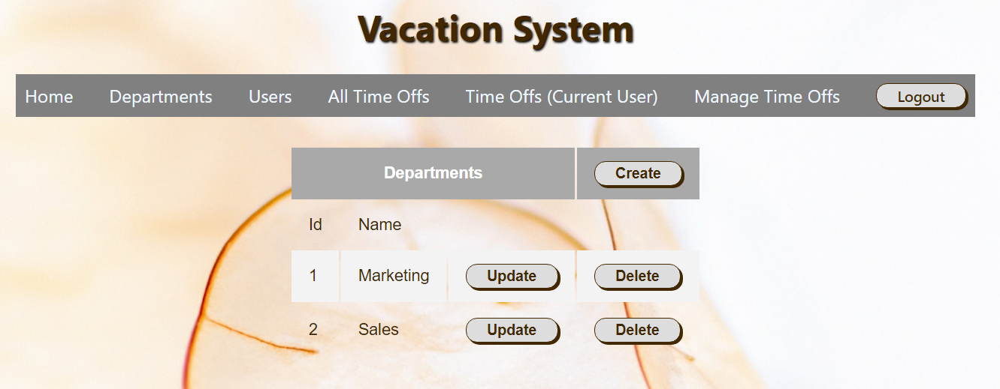 Vacation System
Home Departments Users All Time Offs Time Offs (Current User) Manage Time Offs Logout
Departments Create
Id Name
1 Marketing Update Delete
2 Sales Update Delete